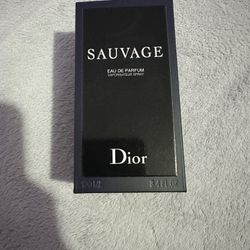 SAUVAGE
EAU DE PARFUM
VAPORISATEUR SPRAY
Dior